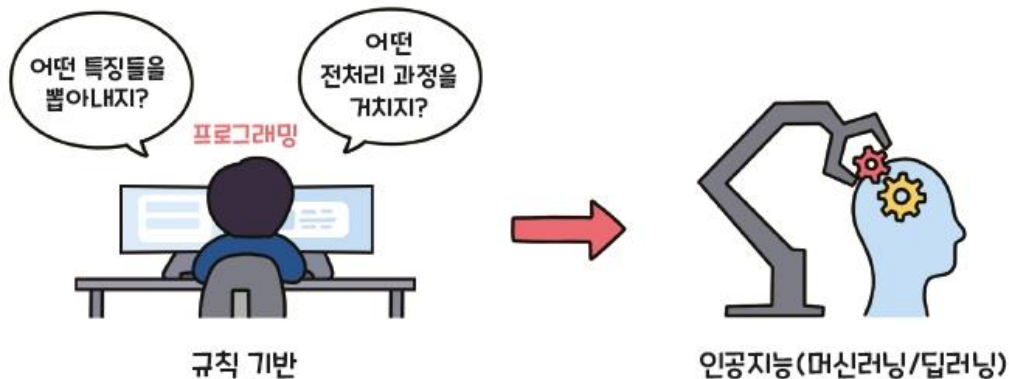 어떤 특징들을
뽑아내지?
어떤
전처리 과정을
거치지?
프로그래밍
규칙 기반
인공지능(머신러닝/딥러닝)